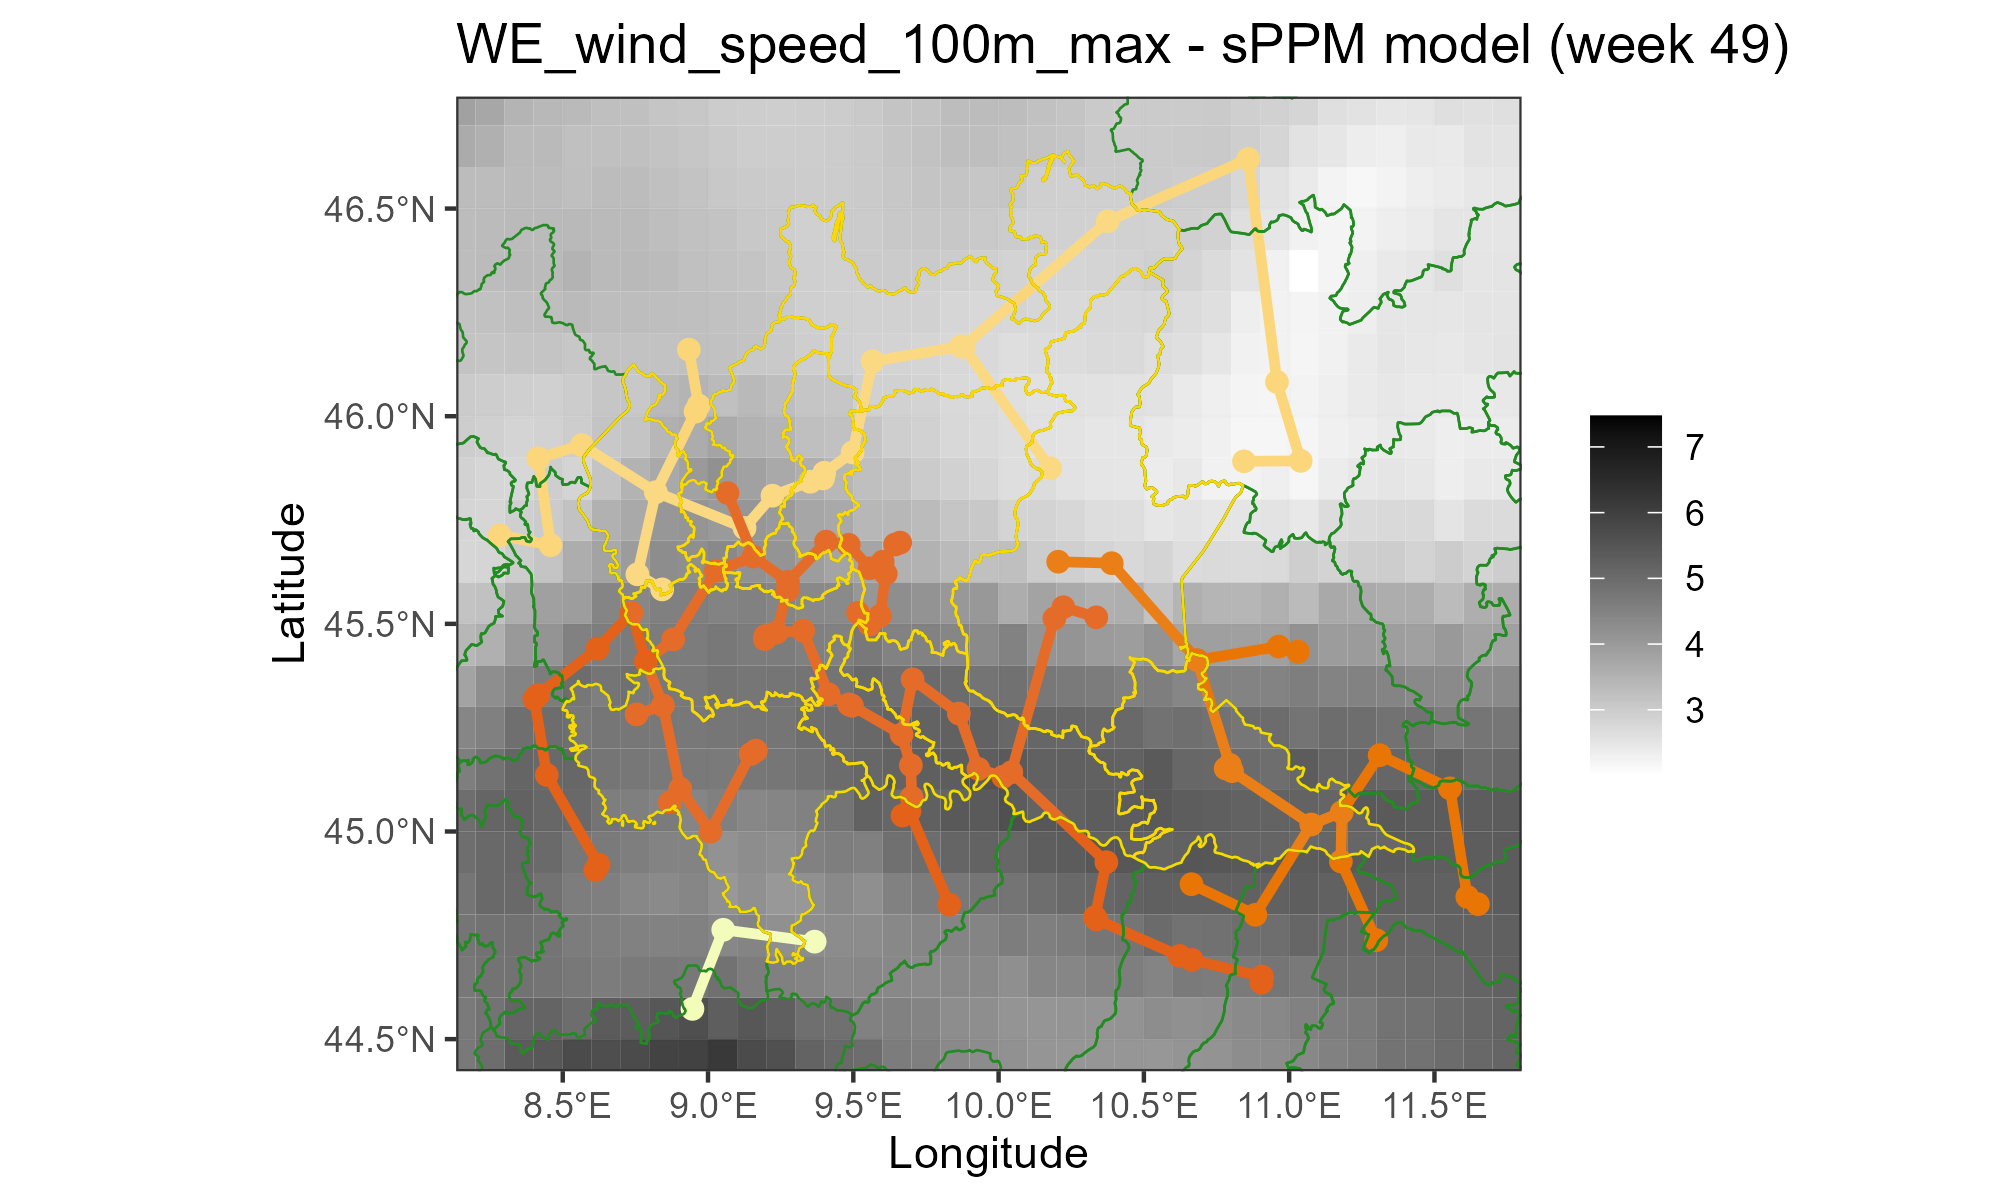 WE_wind_speed_100m_max - sPPM model (week 49)
46.5°N
46.0°N
45.5°N
45.0°N
44.5°N
Latitude
8.5°E 9.0°E 9.5°E 10.0°E 10.5°E 11.0°E 11.5°E
Longitude
7
6
5
4
3